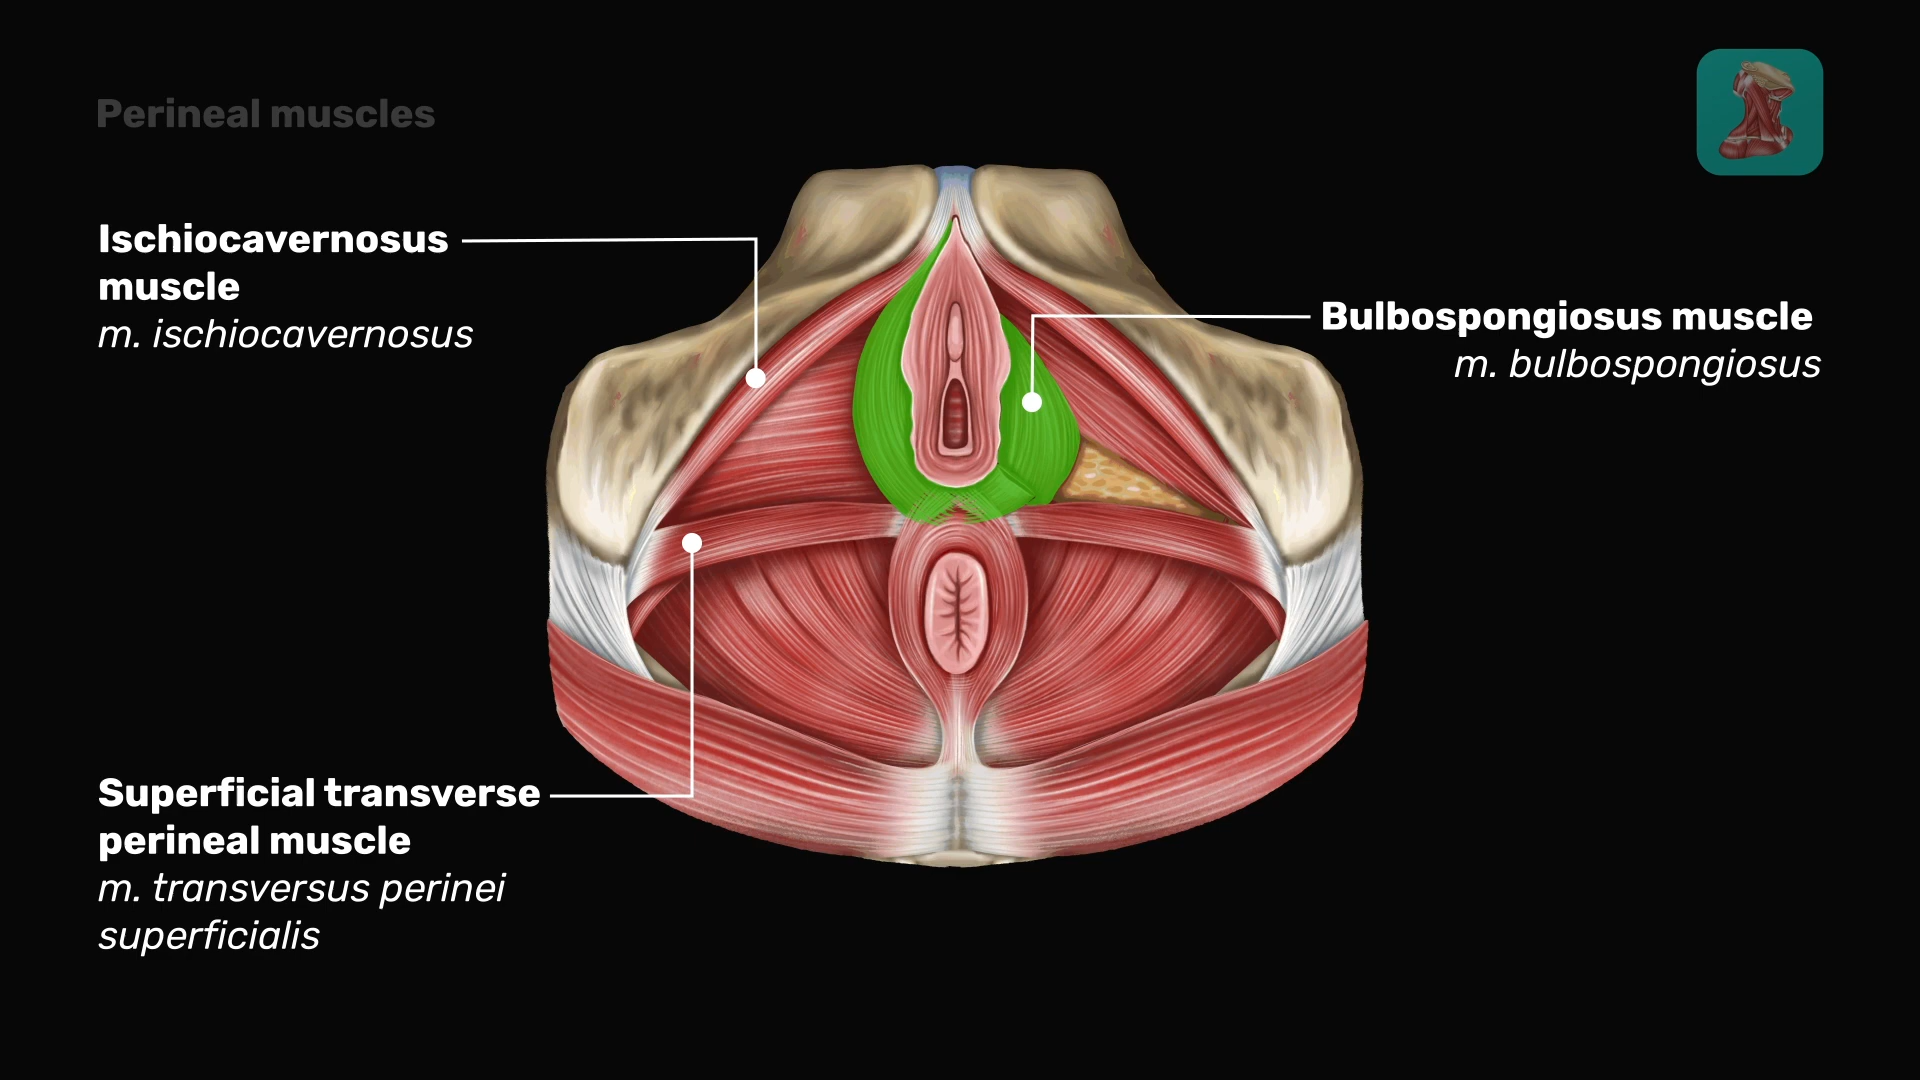 Perineal muscles
Ischiocavernosus
muscle
m. ischiocavernosus
Bulbospongiosus muscle
m. bulbospongiosus
Superficial transverse
perineal muscle
m. transversus perinei
superficialis